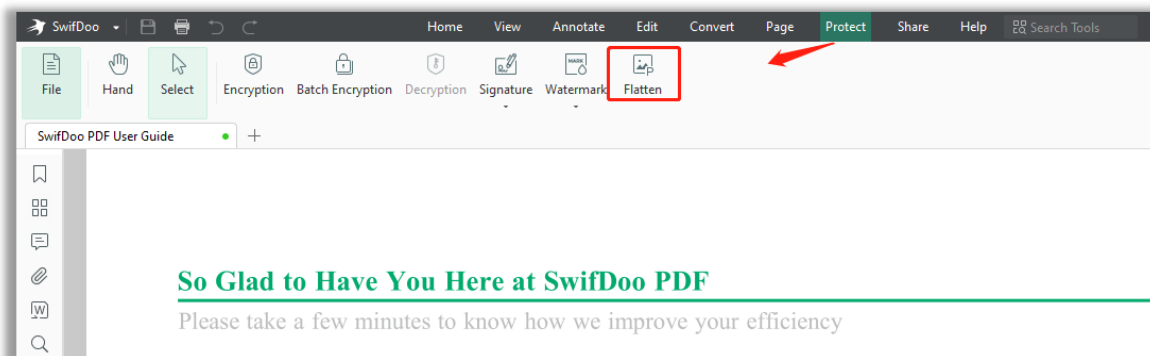 SwifDoo Home View Annotate Edit Convert Page Protect Share Help Search Tools
MARK
File Hand Select Encryption Batch Encryption Decryption Signature Watermark Flatten
SwifDoo PDF User Guide
So Glad to Have You Here at SwifDoo PDF
Please take a few minutes to know how we improve your efficiency